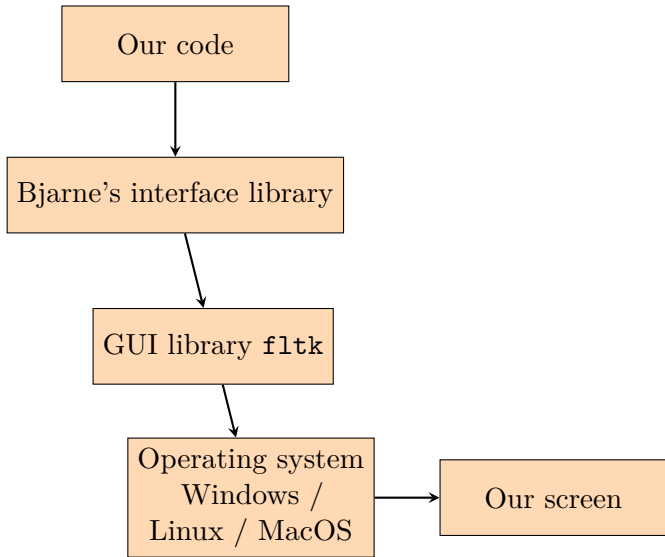 Our code
Bjarne's interface library
GUI library fltk
Operating system
Windows /
Linux / MacOS
Our screen